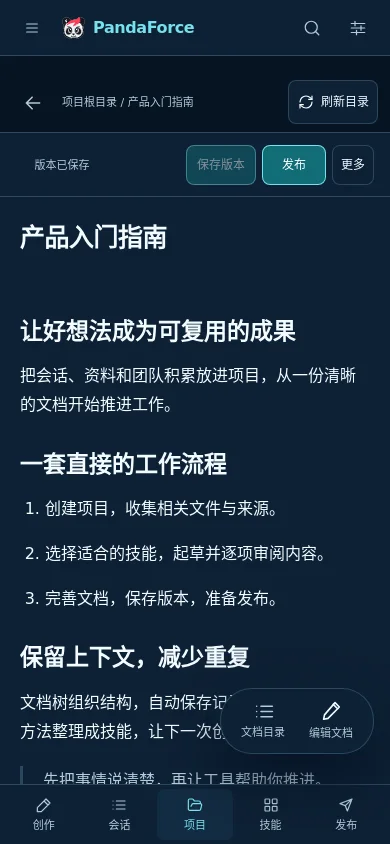 PandaForce
项目根目录 / 产品入门指南
刷新目录
版本已保存
保存版本
发布
更多
产品入门指南
让好想法成为可复用的成果
把会话、资料和团队积累放进项目，从一份清晰
的文档开始推进工作。
一套直接的工作流程
1. 创建项目，收集相关文件与来源。
2. 选择适合的技能，起草并逐项审阅内容。
3. 完善文档，保存版本，准备发布。
保留上下文，减少重复
文档树组织结构，自动保存记
方法整理成技能，让下一次
文档目录
编辑文档
先把事情说清楚，再让工具帮助你推进。
创作
会话
项目
技能
发布